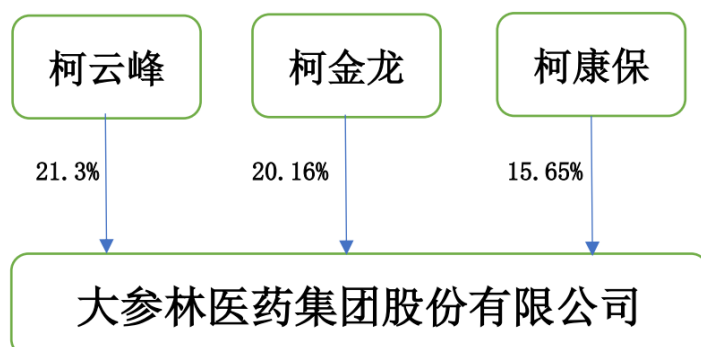 柯云峰 柯金龙 柯康保
21.3% 20.16% 15.65%
大参林医药集团股份有限公司